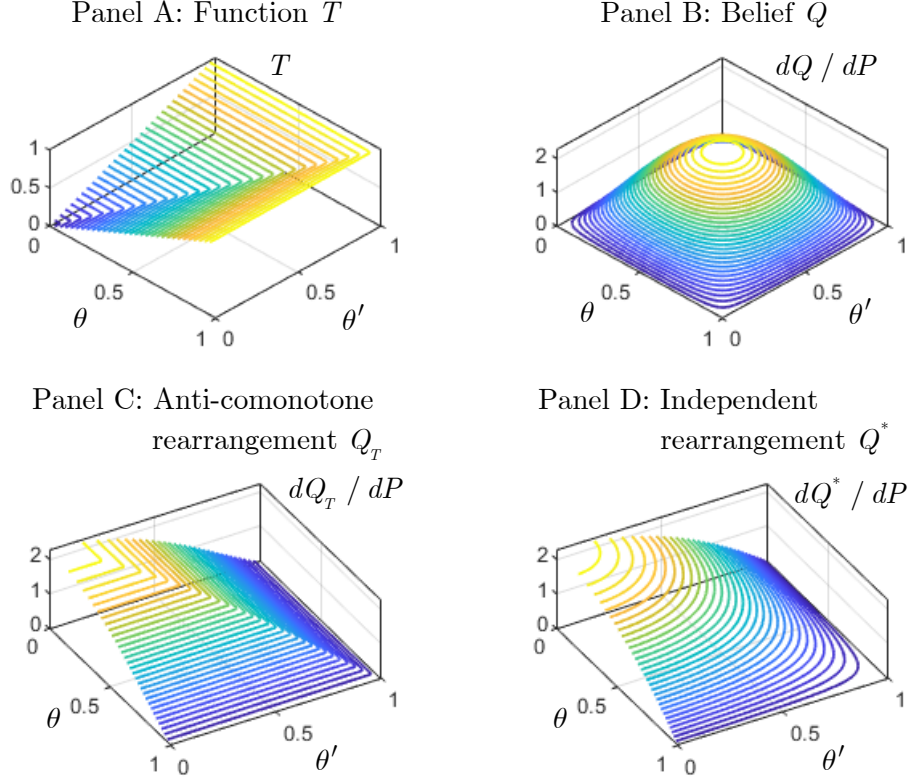 Panel A: Function T
Panel B: Belief Q
T
dQ / dP
1
0.5
0
0
0.5
1
0
0.5
1
θ
θ′
2
1
0
0
0.5
1
0
0.5
1
θ
θ′
Panel C: Anti-comonotone
rearrangement Q_T
dQ_T / dP
Panel D: Independent
rearrangement Q*
dQ* / dP
2
1
0
0
0.5
1
0
0.5
1
θ
θ′
2
1
0
0
0.5
1
0
0.5
1
θ
θ′